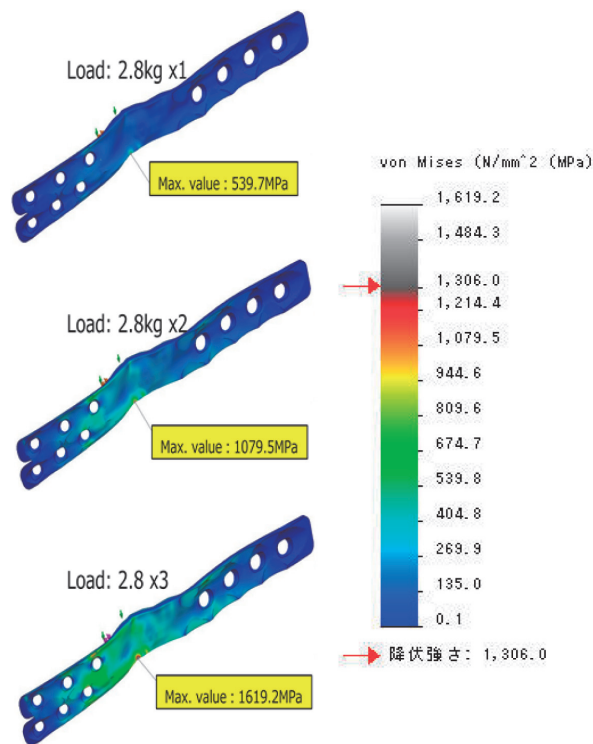 Load: 2.8kg x1
Max. value : 539.7MPa
Load: 2.8kg x2
Max. value : 1079.5MPa
Load: 2.8 x3
Max. value : 1619.2MPa
von Mises (N/mm^2 (MPa)
1,619.2
1,484.3
1,306.0
1,214.4
1,079.5
944.6
809.6
674.7
539.8
404.8
269.9
135.0
0.1
降伏強さ: 1,306.0